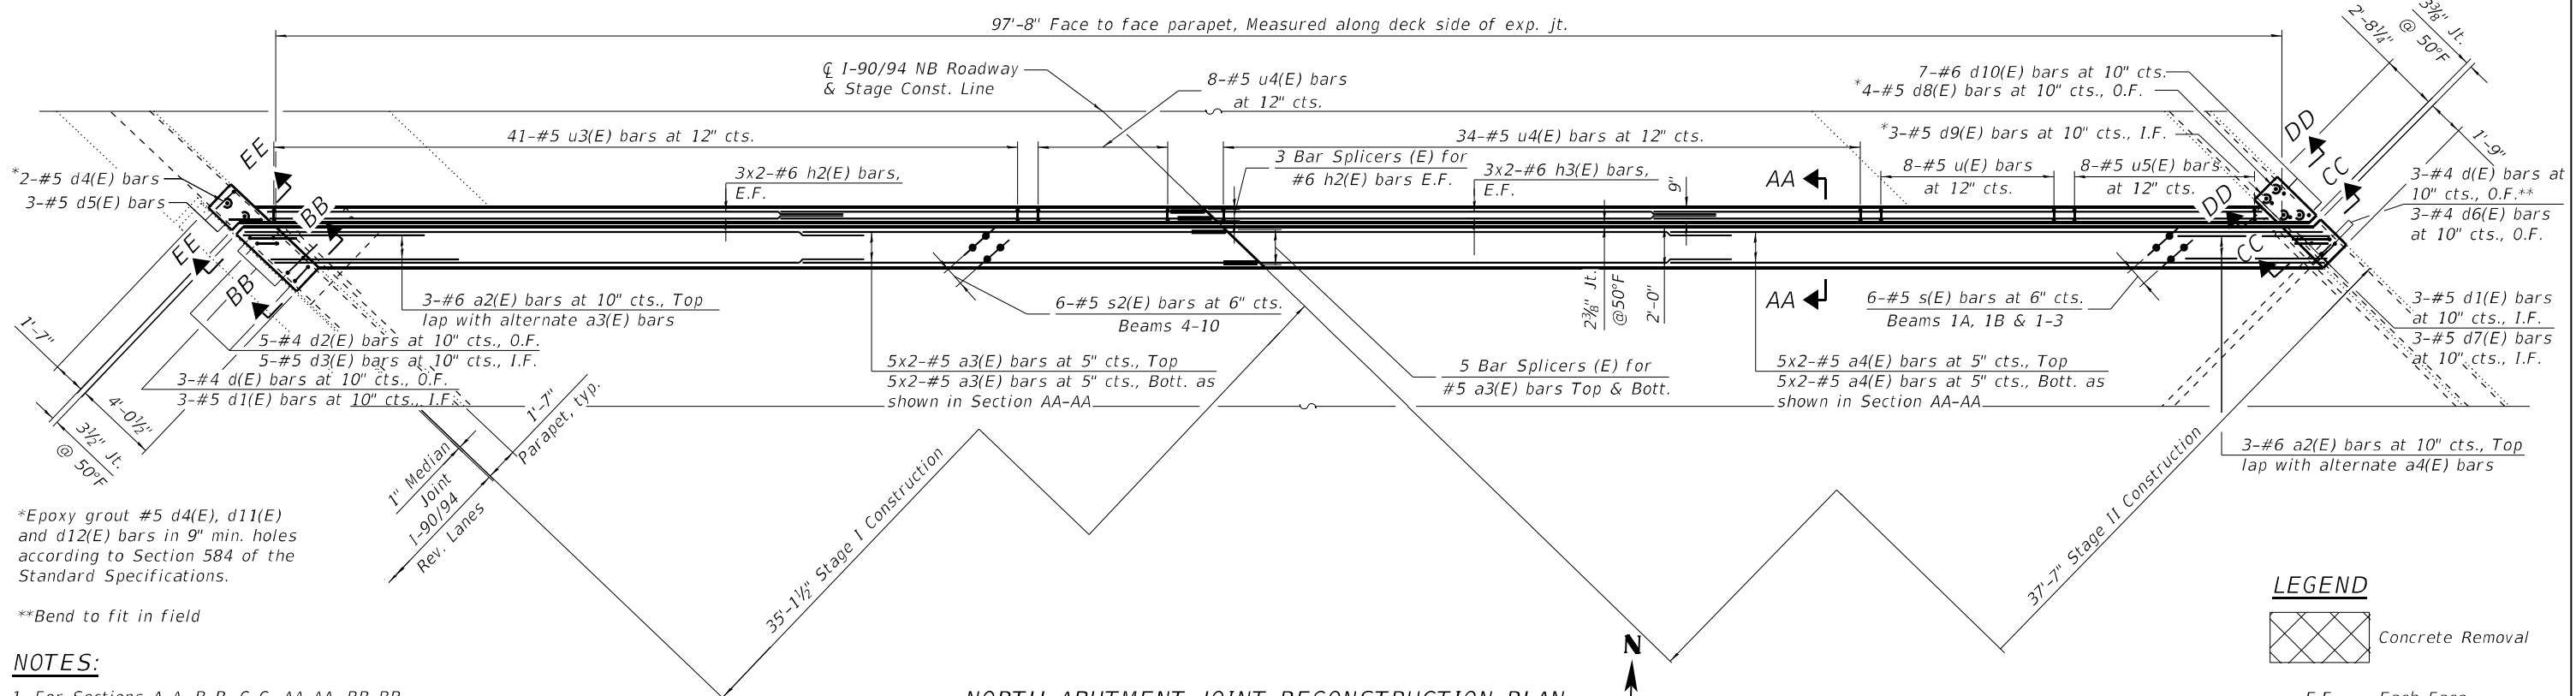 97'-8" Face to face parapet, Measured along deck side of exp. jt.
℄ I-90/94 NB Roadway
& Stage Const. Line
8-#5 u4(E) bars
at 12" cts.
41-#5 u3(E) bars at 12" cts.
34-#5 u4(E) bars at 12" cts.
3 Bar Splicers (E) for
#6 h2(E) bars E.F.
3x2-#6 h2(E) bars,
E.F.
3x2-#6 h3(E) bars,
E.F.
9"
AA
AA
7-#6 d10(E) bars at 10" cts.
*4-#5 d8(E) bars at 10" cts., O.F.
*3-#5 d9(E) bars at 10" cts., I.F.
8-#5 u(E) bars
at 12" cts.
8-#5 u5(E) bars
at 12" cts.
2'-8¼"
3⅜" Jt.
@ 50°F
1'-9"
DD
DD
CC
CC
3-#4 d(E) bars at
10" cts., O.F.**
3-#4 d6(E) bars
at 10" cts., O.F.
3-#5 d1(E) bars
at 10" cts., I.F.
3-#5 d7(E) bars
at 10" cts., I.F.
*2-#5 d4(E) bars
3-#5 d5(E) bars
EE
EE
BB
BB
3-#6 a2(E) bars at 10" cts., Top
lap with alternate a3(E) bars
5-#4 d2(E) bars at 10" cts., O.F.
5-#5 d3(E) bars at 10" cts., I.F.
3-#4 d(E) bars at 10" cts., O.F.
3-#5 d1(E) bars at 10" cts., I.F.
6-#5 s2(E) bars at 6" cts.
Beams 4-10
5x2-#5 a3(E) bars at 5" cts., Top
5x2-#5 a3(E) bars at 5" cts., Bott. as
shown in Section AA-AA
5 Bar Splicers (E) for
#5 a3(E) bars Top & Bott.
2⅜" Jt.
@50°F
2'-0"
6-#5 s(E) bars at 6" cts.
Beams 1A, 1B & 1-3
5x2-#5 a4(E) bars at 5" cts., Top
5x2-#5 a4(E) bars at 5" cts., Bott. as
shown in Section AA-AA
3-#6 a2(E) bars at 10" cts., Top
lap with alternate a4(E) bars
1'-7"
4'-0½"
3½" Jt.
@ 50°F
1'-7"
Parapet, typ.
1" Median
Joint
I-90/94
Rev. Lanes
35'-1½" Stage I Construction
37'-7" Stage II Construction
*Epoxy grout #5 d4(E), d11(E)
and d12(E) bars in 9" min. holes
according to Section 584 of the
Standard Specifications.
**Bend to fit in field
NOTES:
1. For Sections A-A, B-B, C-C, AA-AA, BB-BB,
N
NORTH ABUTMENT JOINT RECONSTRUCTION PLAN
LEGEND
Concrete Removal
E.F. Each Face